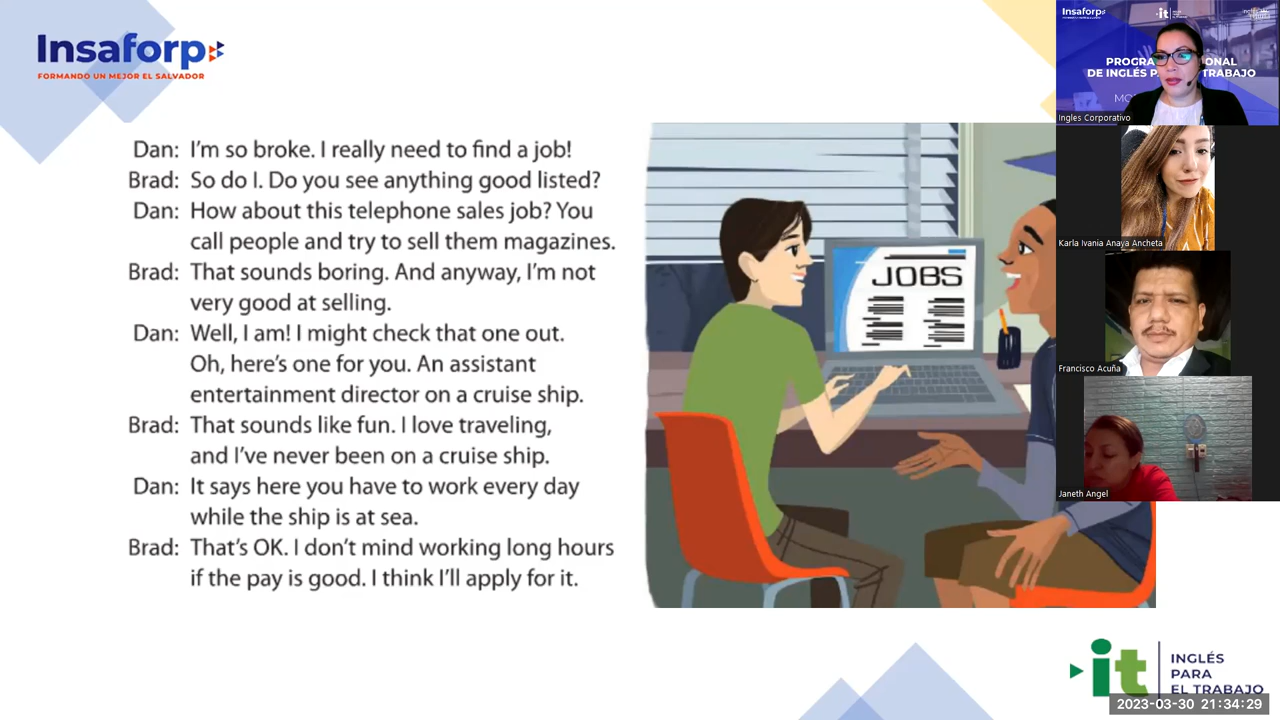 Insaforp
FORMANDO UN MEJOR EL SALVADOR
Dan: I'm so broke. I really need to find a job!
Brad: So do I. Do you see anything good listed?
Dan: How about this telephone sales job? You
call people and try to sell them magazines.
Brad: That sounds boring. And anyway, I'm not
very good at selling.
Dan: Well, I am! I might check that one out.
Oh, here's one for you. An assistant
entertainment director on a cruise ship.
Brad: That sounds like fun. I love traveling,
and I've never been on a cruise ship.
Dan: It says here you have to work every day
while the ship is at sea.
Brad: That's OK. I don't mind working long hours
if the pay is good. I think I'll apply for it.
JOBS
Insaforp
it
PROGRA ONAL
DE INGLÉS P TRABAJO
Ingles Corporativo
Karla Ivania Anaya Ancheta
Francisco Acuña
Janeth Angel
it
INGLÉS
PARA
EL TRABAJO
2023-03-30 21:34:29